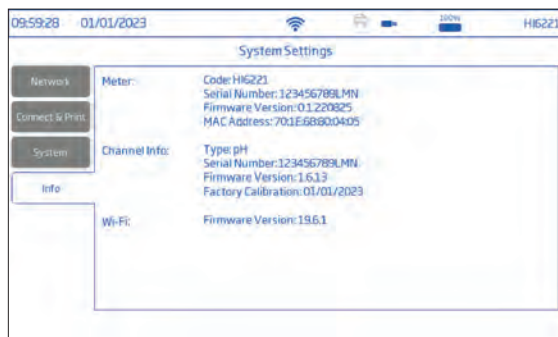 09:59:28 01/01/2023 100% HI6221
System Settings
Network
Connect & Print
System
Info
Meter: Code: HI6221
Serial Number: 123456789LMN
Firmware Version: 0.1.220825
MAC Address: 70:1E:68:80:04:05
Channel Info: Type: pH
Serial Number: 123456789LMN
Firmware Version: 1.6.13
Factory Calibration: 01/01/2023
Wi-Fi: Firmware Version: 19.6.1